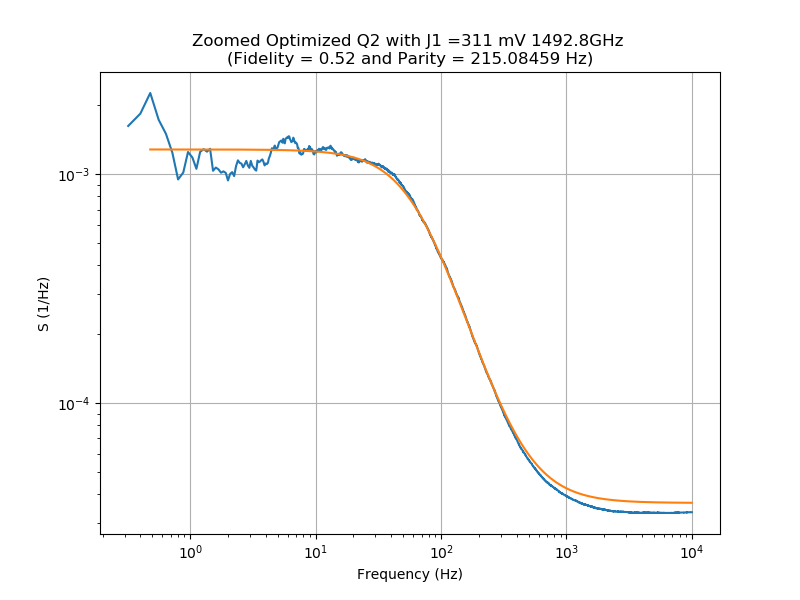 Zoomed Optimized Q2 with J1 =311 mV 1492.8GHz
(Fidelity = 0.52 and Parity = 215.08459 Hz)
S (1/Hz)
10⁻³
10⁻⁴
10⁰ 10¹ 10² 10³ 10⁴
Frequency (Hz)